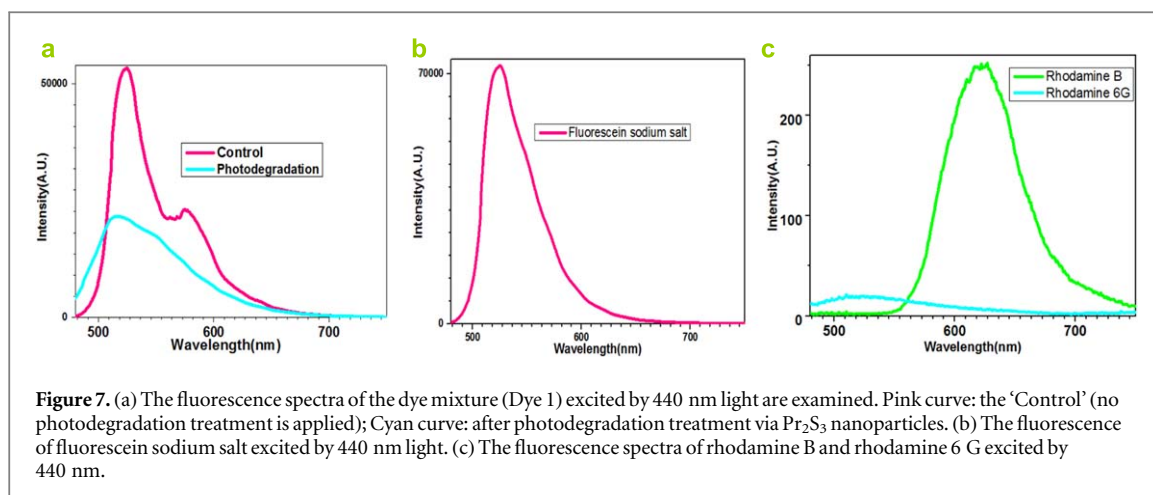 a
50000
Control
Photodegradation
Intensity(A.U.)
0
500
600
700
Wavelength(nm)
b
70000
Fluorescein sodium salt
Intensity(A.U.)
0
500
600
700
Wavelength(nm)
c
Rhodamine B
Rhodamine 6G
200
100
0
Intensity(A.U.)
500
600
700
Wavelength(nm)
Figure 7. (a) The fluorescence spectra of the dye mixture (Dye 1) excited by 440 nm light are examined. Pink curve: the ‘Control’ (no
photodegradation treatment is applied); Cyan curve: after photodegradation treatment via Pr₂S₃ nanoparticles. (b) The fluorescence
of fluorescein sodium salt excited by 440 nm light. (c) The fluorescence spectra of rhodamine B and rhodamine 6 G excited by
440 nm.